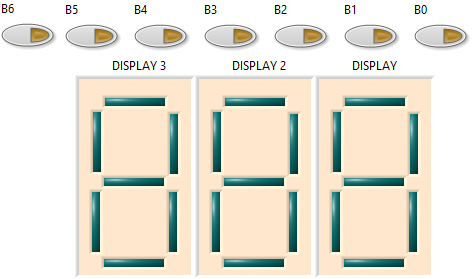 B6 B5 B4 B3 B2 B1 B0
DISPLAY 3 DISPLAY 2 DISPLAY